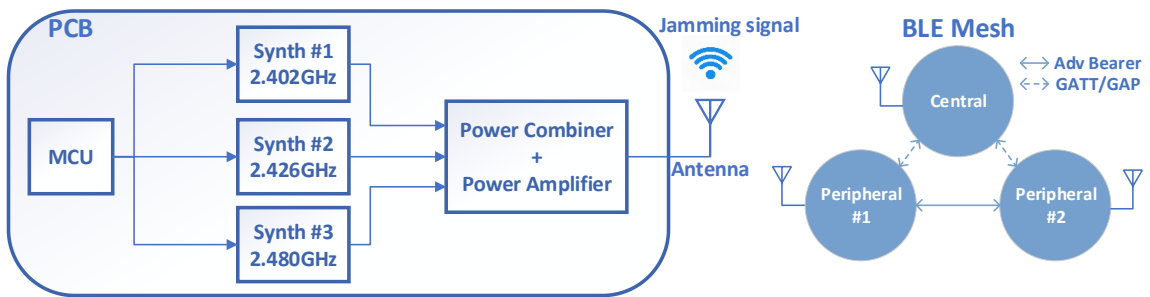 PCB
MCU
Synth #1
2.402GHz
Synth #2
2.426GHz
Synth #3
2.480GHz
Power Combiner
+
Power Amplifier
Jamming signal
Antenna
BLE Mesh
Adv Bearer
GATT/GAP
Central
Peripheral
#1
Peripheral
#2